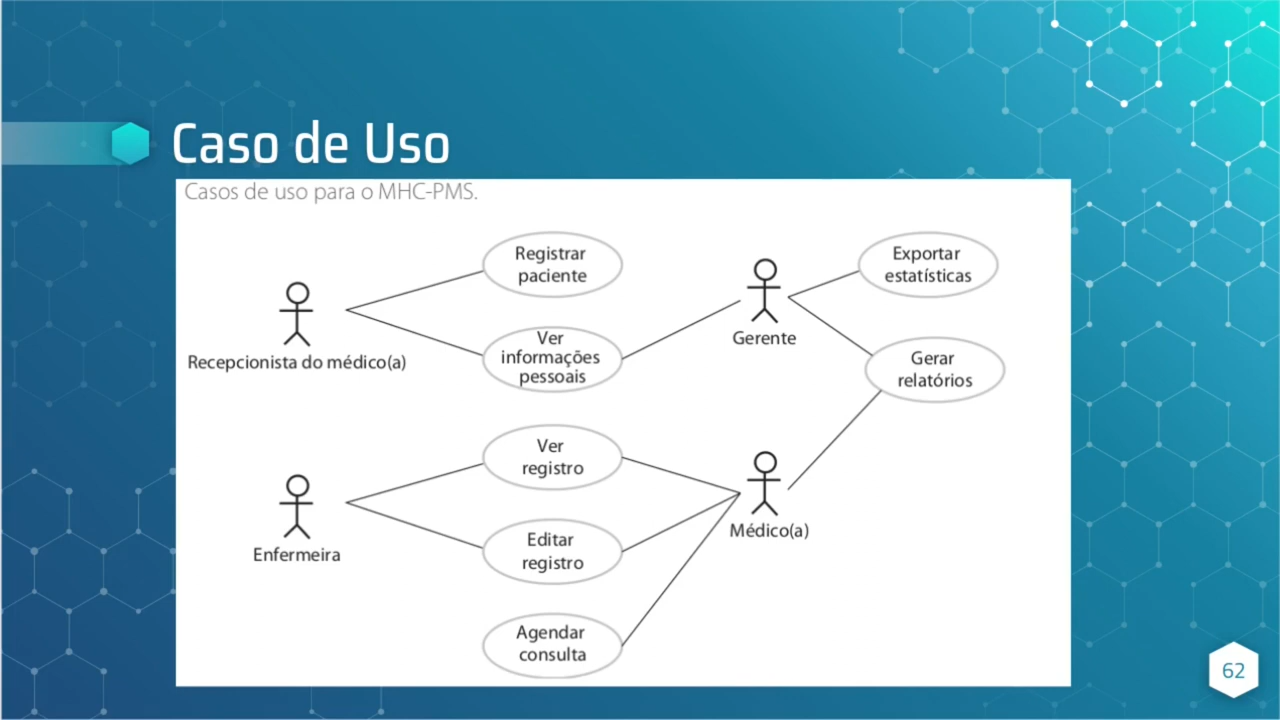 Caso de Uso
Casos de uso para o MHC-PMS.
Registrar
paciente
Exportar
estatísticas
Recepcionista do médico(a)
Ver
informações
pessoais
Gerente
Gerar
relatórios
Ver
registro
Enfermeira
Editar
registro
Médico(a)
Agendar
consulta
62